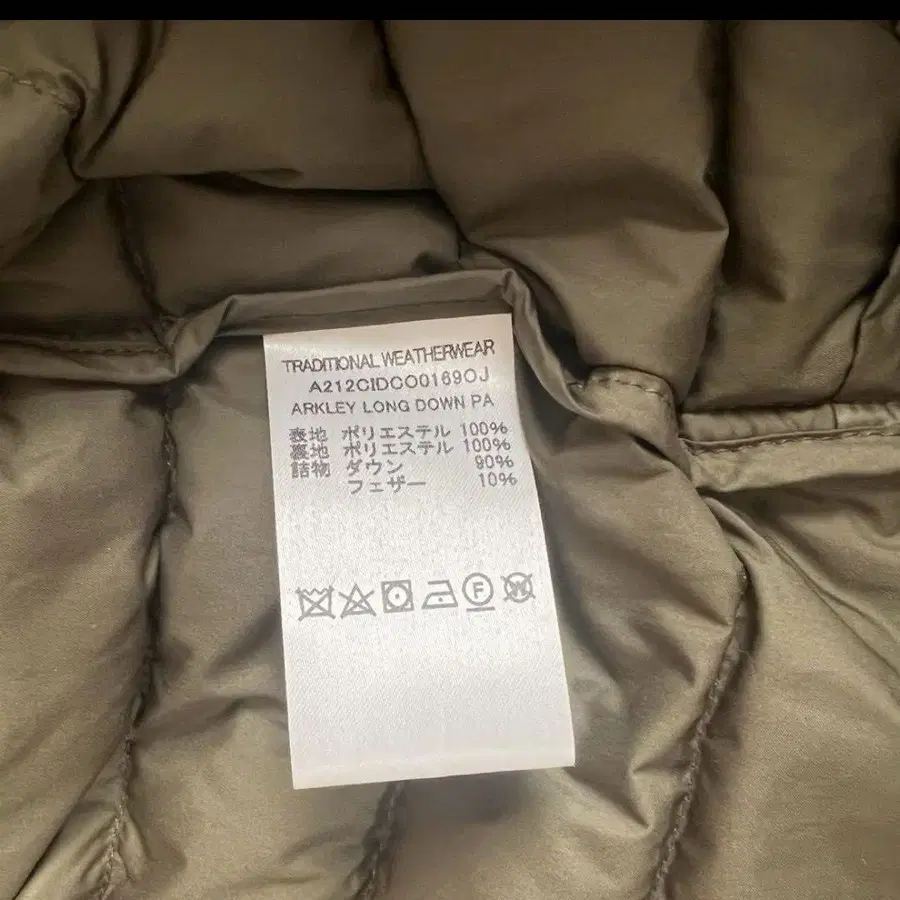 TRADITIONAL WEATHERWEAR
A212CIDCO0169OJ
ARKLEY LONG DOWN PA
表地 ポリエステル 100%
裏地 ポリエステル 100%
詰物 ダウン 90%
フェザー 10%
F
W